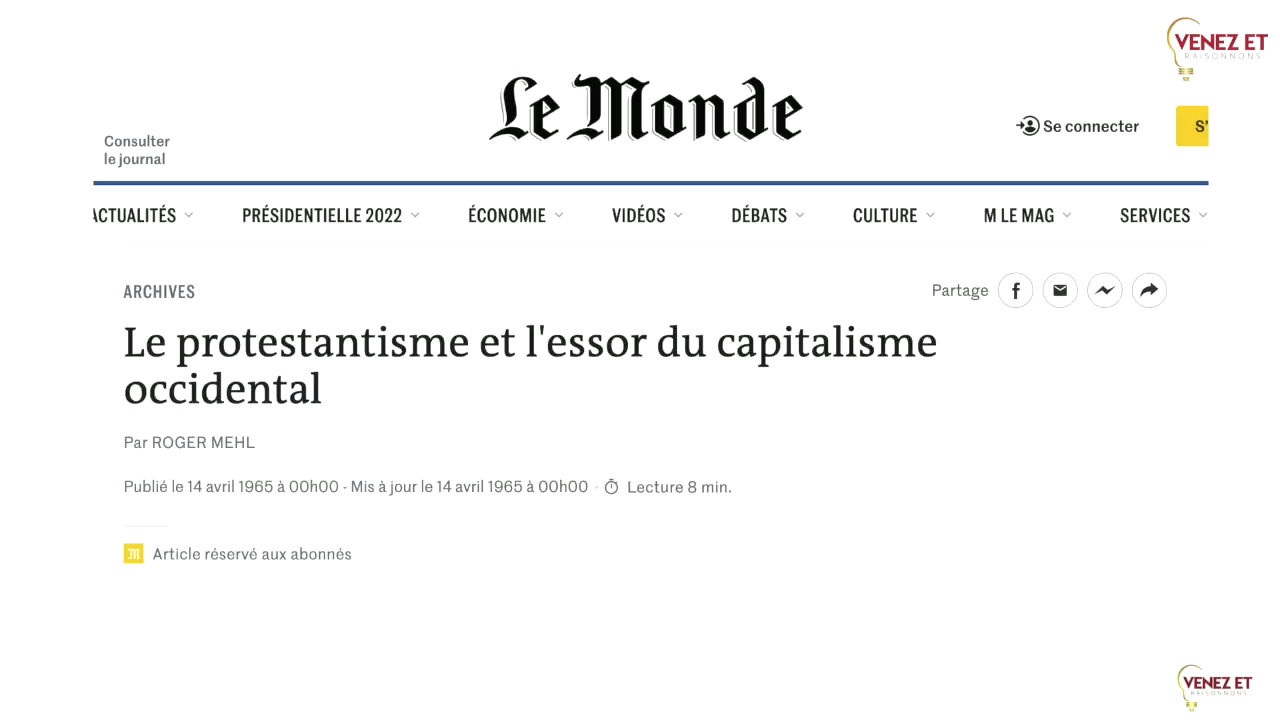 VENEZ ET
RAISONNONS
Le Monde
Consulter
le journal
Se connecter
S'
ACTUALITÉS
PRÉSIDENTIELLE 2022
ÉCONOMIE
VIDÉOS
DÉBATS
CULTURE
M LE MAG
SERVICES
ARCHIVES
Partage
Le protestantisme et l'essor du capitalisme
occidental
Par ROGER MEHL
Publié le 14 avril 1965 à 00h00 - Mis à jour le 14 avril 1965 à 00h00 · Lecture 8 min.
M Article réservé aux abonnés
VENEZ ET
RAISONNONS